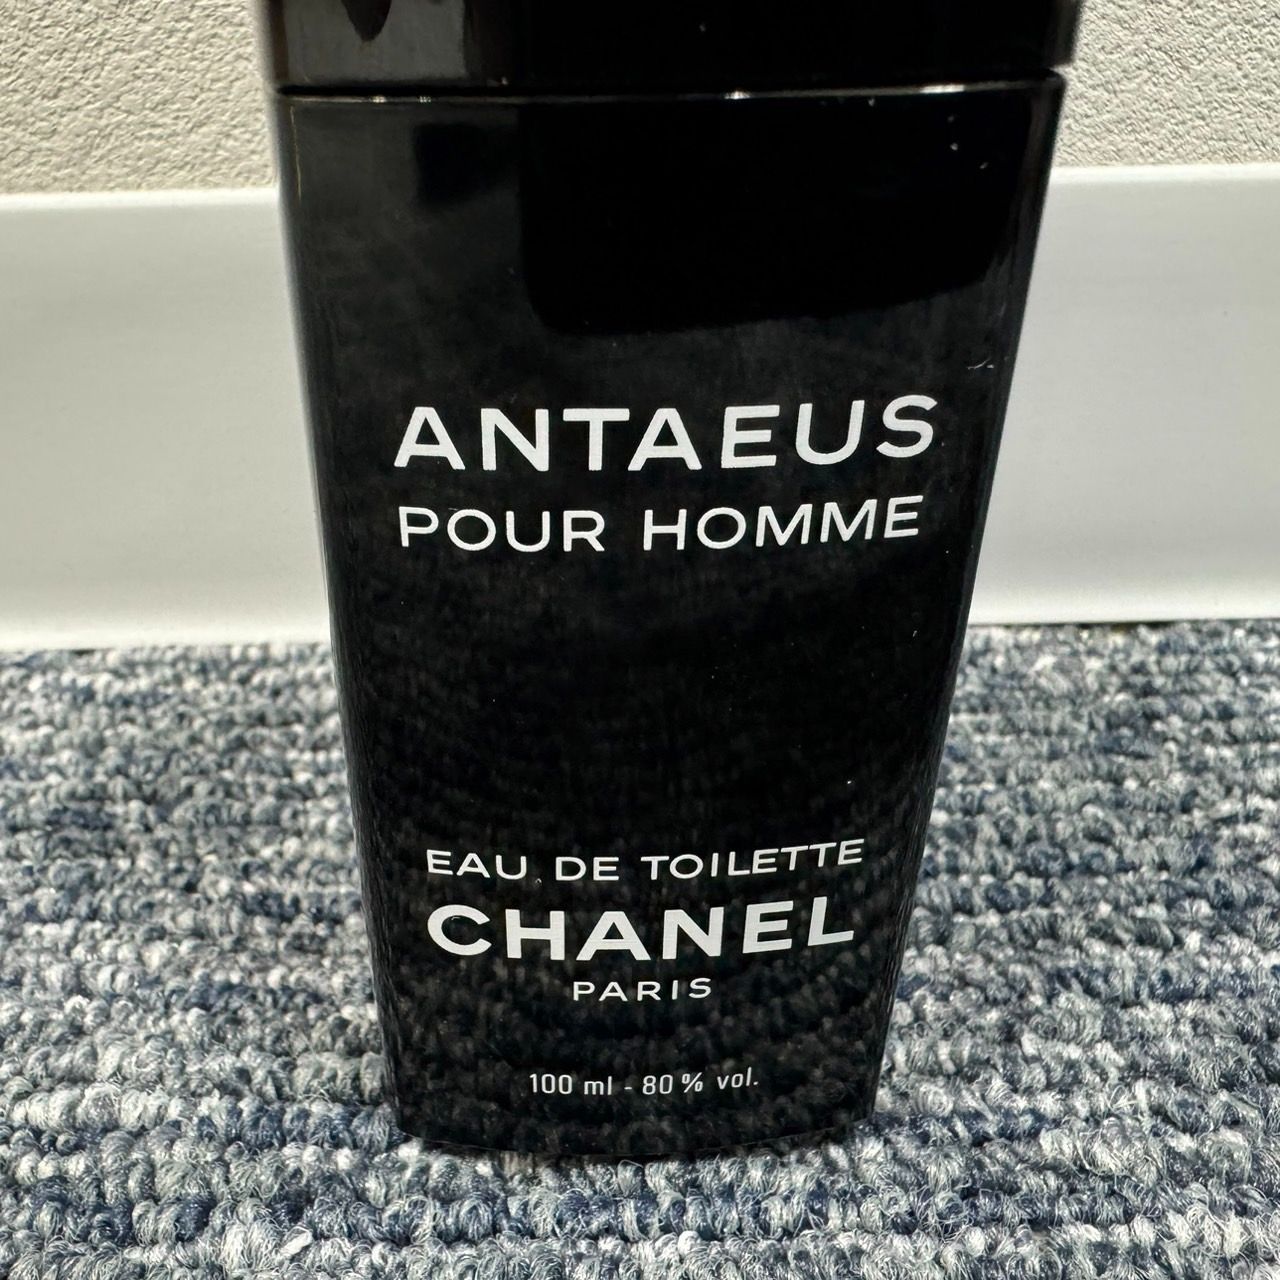 ANTAEUS
POUR HOMME
EAU DE TOILETTE
CHANEL
PARIS
100 ml - 80 % vol.